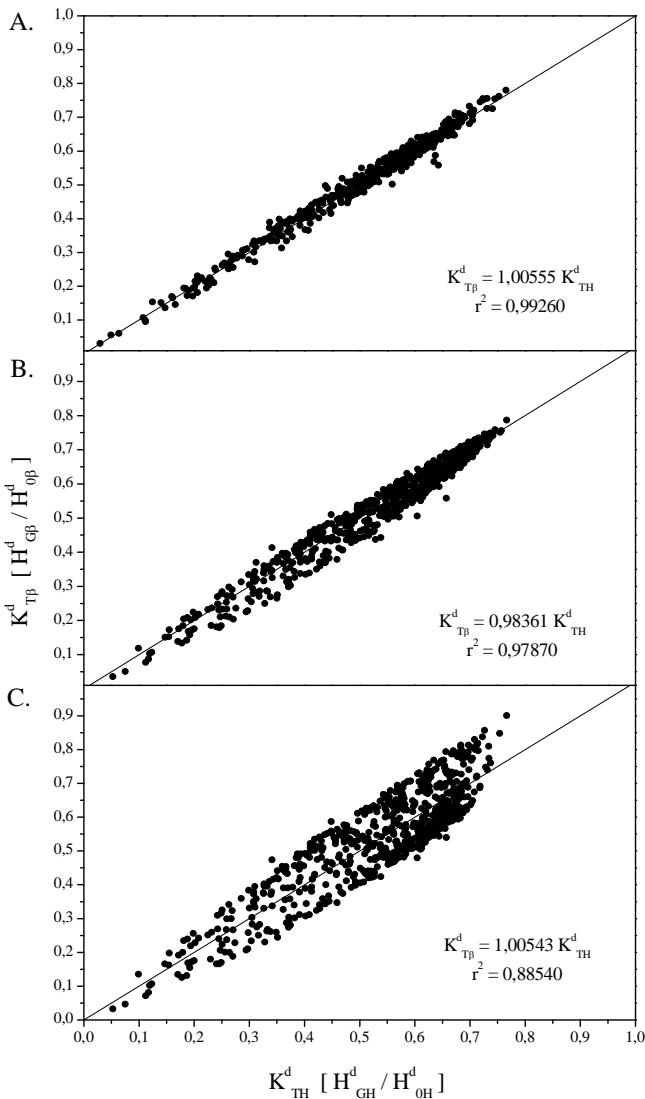 A.
1,0
0,9
0,8
0,7
0,6
0,5
0,4
0,3
0,2
0,1
K^d_Tβ = 1,00555 K^d_TH
r² = 0,99260
B.
0,9
0,8
0,7
0,6
0,5
0,4
0,3
0,2
0,1
K^d_Tβ = 0,98361 K^d_TH
r² = 0,97870
K^d_Tβ [ H^d_Gβ / H^d_0β ]
C.
0,9
0,8
0,7
0,6
0,5
0,4
0,3
0,2
0,1
0,0
K^d_Tβ = 1,00543 K^d_TH
r² = 0,88540
0,0 0,1 0,2 0,3 0,4 0,5 0,6 0,7 0,8 0,9 1,0
K^d_TH [ H^d_GH / H^d_0H ]